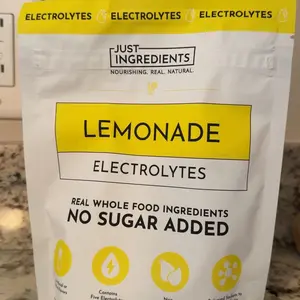 ELECTROLYTES ELECTROLYTES ELECTROLYTES
JUST
INGREDIENTS
NOURISHING. REAL. NATURAL.
LEMONADE
ELECTROLYTES
REAL WHOLE FOOD INGREDIENTS
NO SUGAR ADDED
Contains
Five